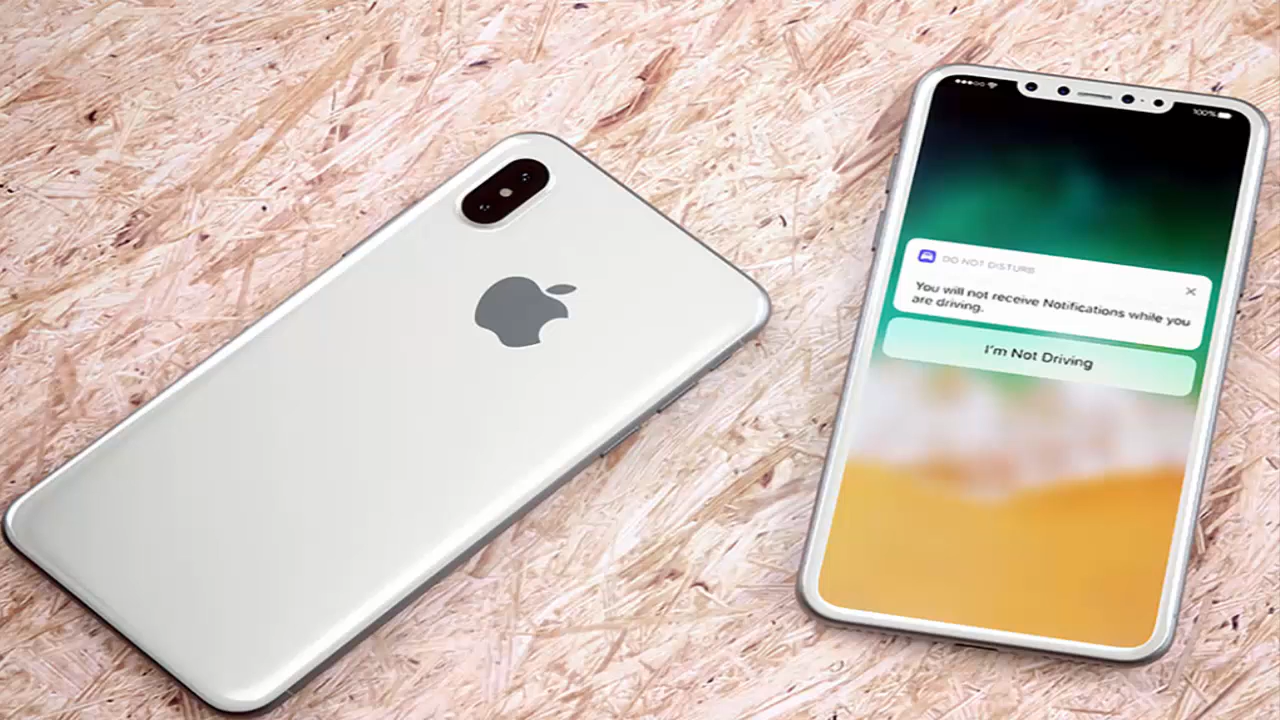 100%
DO NOT DISTURB
You will not receive Notifications while you
are driving.
I'm Not Driving